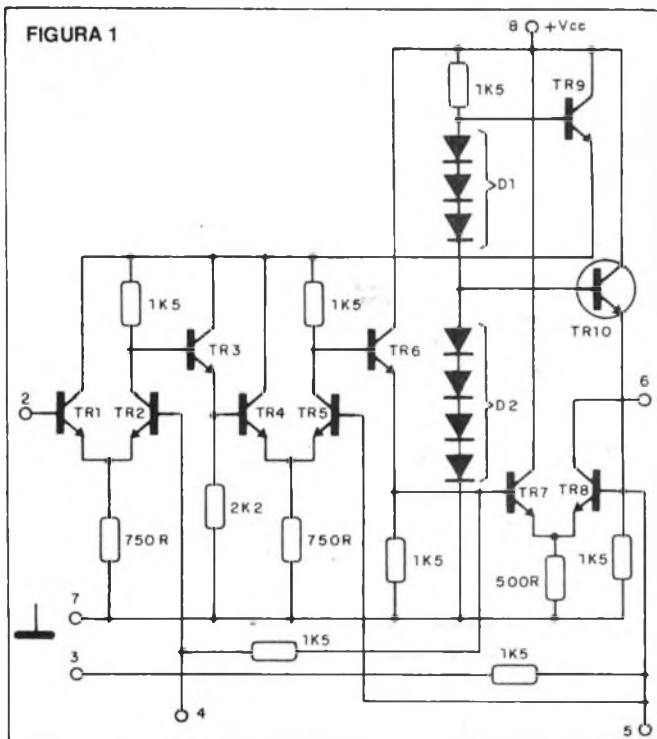 FIGURA 1
8 +Vcc
1K5
TR9
D1
1K5
1K5
TR10
TR3
TR6
2
TR1
TR2
TR4
TR5
D2
6
TR7
TR8
750R
2K2
750R
1K5
500R
1K5
7
1K5
3
1K5
4
5